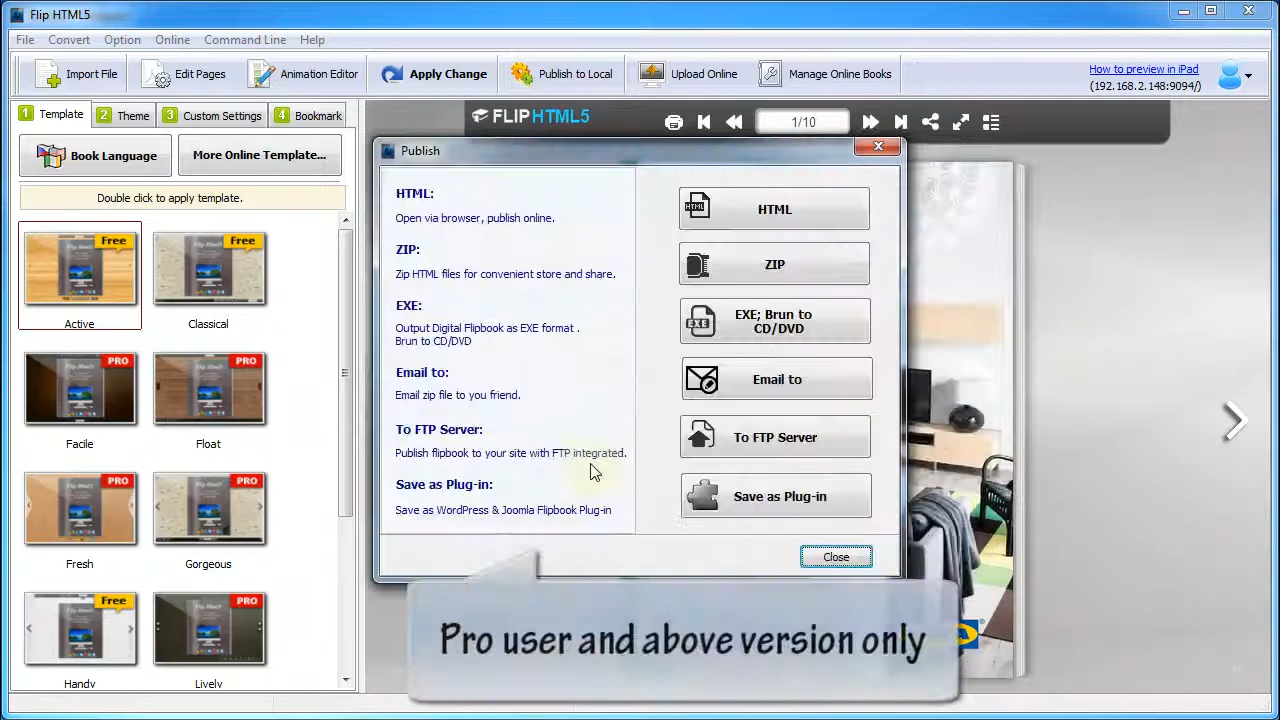 Flip HTML5
File Convert Option Online Command Line Help
Import File Edit Pages Animation Editor Apply Change Publish to Local Upload Online Manage Online Books
How to preview in iPad
(192.168.2.148:9094/)
1 Template 2 Theme 3 Custom Settings 4 Bookmark
FLIPHTML5
1/10
Book Language More Online Template...
Double click to apply template.
Free Free
Active Classical
PRO PRO
Facile Float
PRO PRO
Fresh Gorgeous
Free PRO
Handy Lively
Publish
HTML:
Open via browser, publish online.
ZIP:
Zip HTML files for convenient store and share.
EXE:
Output Digital Flipbook as EXE format .
Brun to CD/DVD
Email to:
Email zip file to you friend.
To FTP Server:
Publish flipbook to your site with FTP integrated.
Save as Plug-in:
Save as WordPress & Joomla Flipbook Plug-in
HTML HTML
ZIP
EXE EXE; Brun to
CD/DVD
Email to
To FTP Server
Save as Plug-in
Close
Pro user and above version only